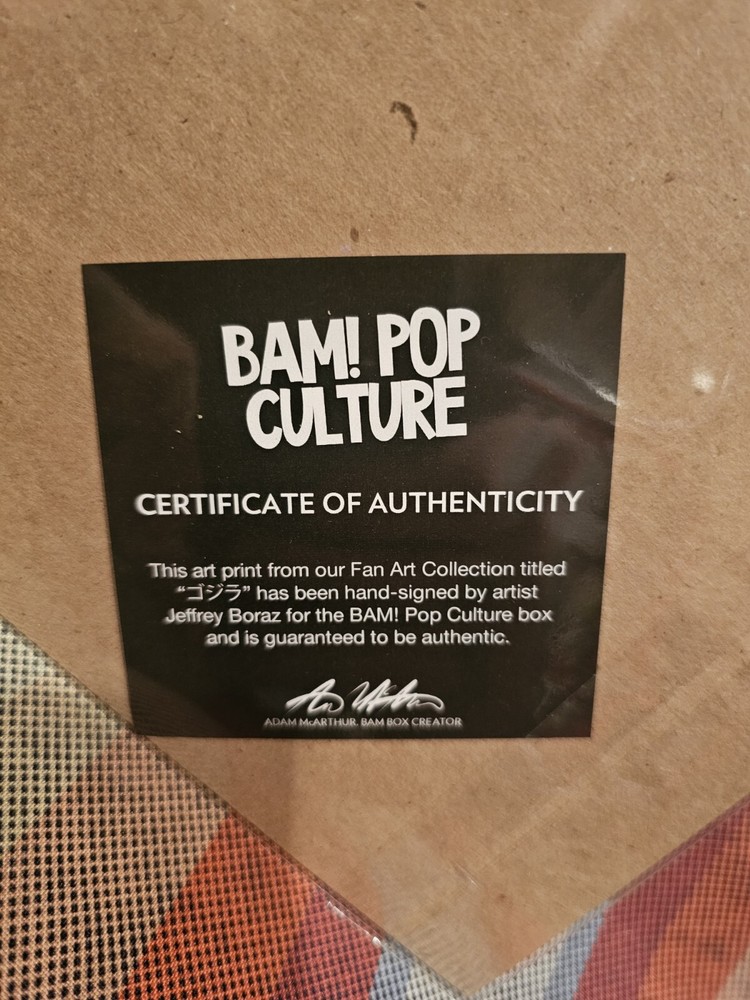 BAM! POP
CULTURE
CERTIFICATE OF AUTHENTICITY
This art print from our Fan Art Collection titled
“ゴジラ” has been hand-signed by artist
Jeffrey Boraz for the BAM! Pop Culture box
and is guaranteed to be authentic.
ADAM McARTHUR. BAM BOX CREATOR